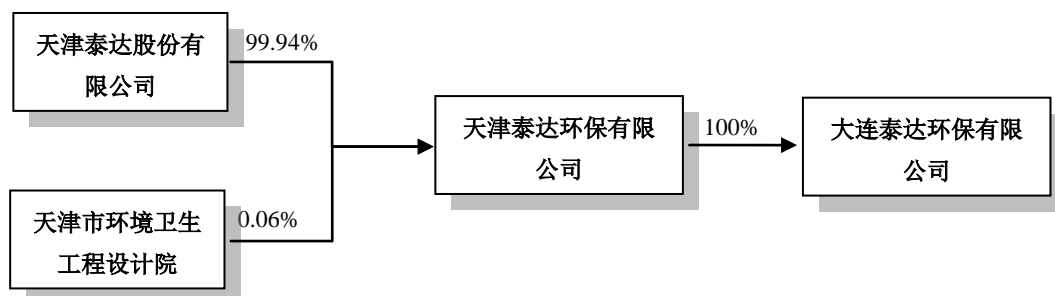 天津泰达股份有
限公司
99.94%
天津市环境卫生
工程设计院
0.06%
天津泰达环保有限
公司
100%
大连泰达环保有限
公司